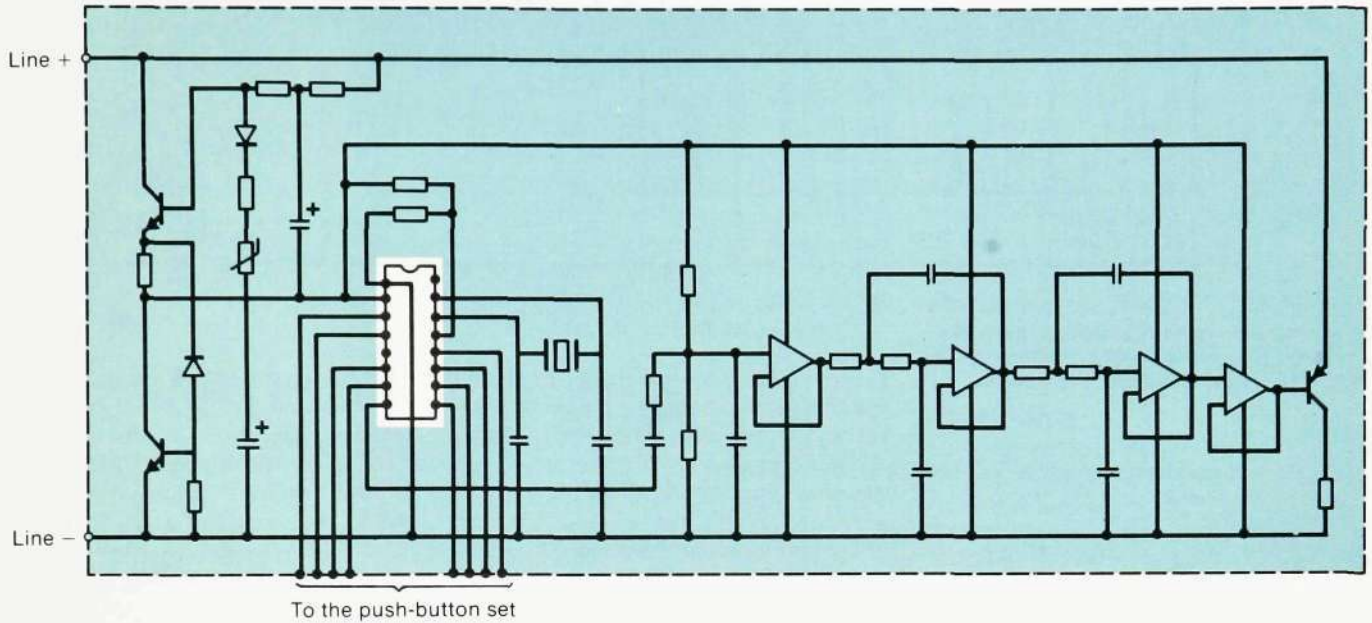 Line +
Line −
To the push-button set